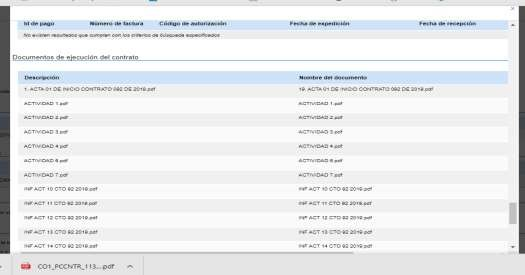 Id de pago Número de factura Código de autorización Fecha de expedición Fecha de recepción
No existen resultados que cumplan con los criterios de búsqueda especificados
Documentos de ejecución del contrato
Descripción Nombre del documento
1. ACTA 01 DE INICIO CONTRATO 092 DE 2019.pdf 19. ACTA 01 DE INICIO CONTRATO 092 DE 2019.pdf
ACTIVIDAD 1.pdf ACTIVIDAD 1.pdf
ACTIVIDAD 2.pdf ACTIVIDAD 2.pdf
ACTIVIDAD 3.pdf ACTIVIDAD 3.pdf
ACTIVIDAD 4.pdf ACTIVIDAD 4.pdf
ACTIVIDAD 6.pdf ACTIVIDAD 6.pdf
ACTIVIDAD 7.pdf ACTIVIDAD 7.pdf
INF ACT 10 CTO 92 2019.pdf INF ACT 10 CTO 92 2019.pdf
INF ACT 11 CTO 92 2019.pdf INF ACT 11 CTO 92 2019.pdf
INF ACT 12 CTO 92 2019.pdf INF ACT 12 CTO 92 2019.pdf
INF ACT 13 CTO 92 2019.pdf INF ACT 13 CTO 92 2019.pdf
INF ACT 14 CTO 92 2019.pdf INF ACT 14 CTO 92 2019.pdf
CO1_PCCNTR_113....pdf